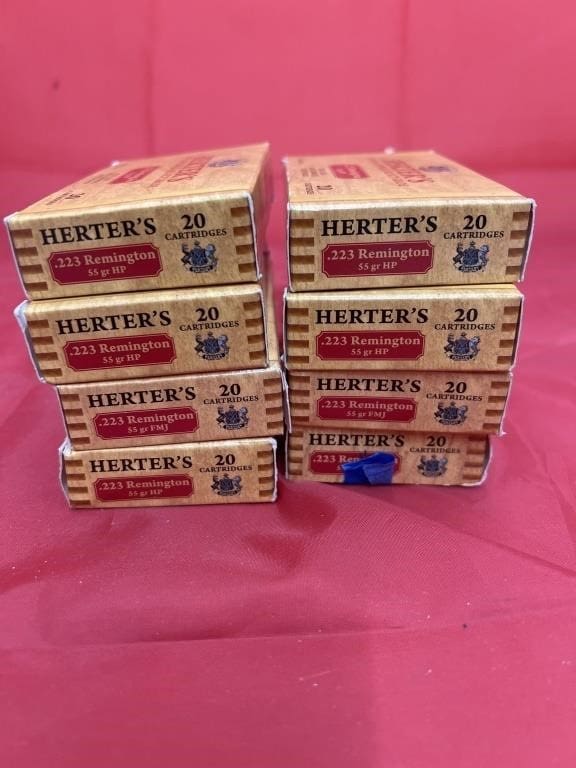 HERTER'S 20
CARTRIDGES
.223 Remington
55 gr HP
HERTER'S 20
CARTRIDGES
.223 Remington
55 gr HP
HERTER'S 20
CARTRIDGES
.223 Remington
55 gr FMJ
HERTER'S 20
CARTRIDGES
.223 Remington
55 gr HP
20
HERTER'S 20
CARTRIDGES
.223 Remington
55 gr HP
HERTER'S 20
CARTRIDGES
.223 Remington
55 gr HP
HERTER'S 20
CARTRIDGES
.223 Remington
55 gr FMJ
HERTER'S 20
CARTRIDGES